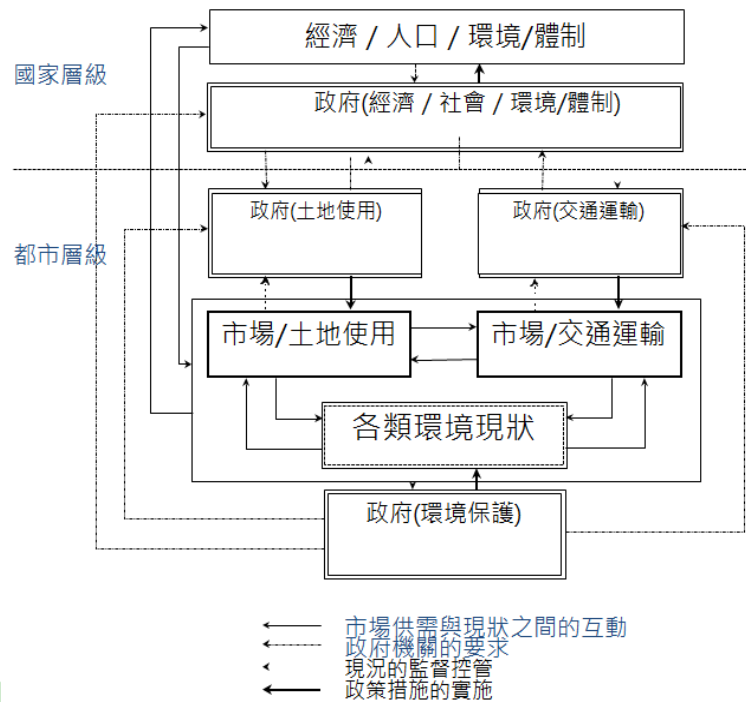 經濟 / 人口 / 環境/體制
國家層級
政府(經濟 / 社會 / 環境/體制)
政府(土地使用)
政府(交通運輸)
都市層級
市場/土地使用
市場/交通運輸
各類環境現狀
政府(環境保護)
市場供需與現狀之間的互動
政府機關的要求
現況的監督控管
政策措施的實施